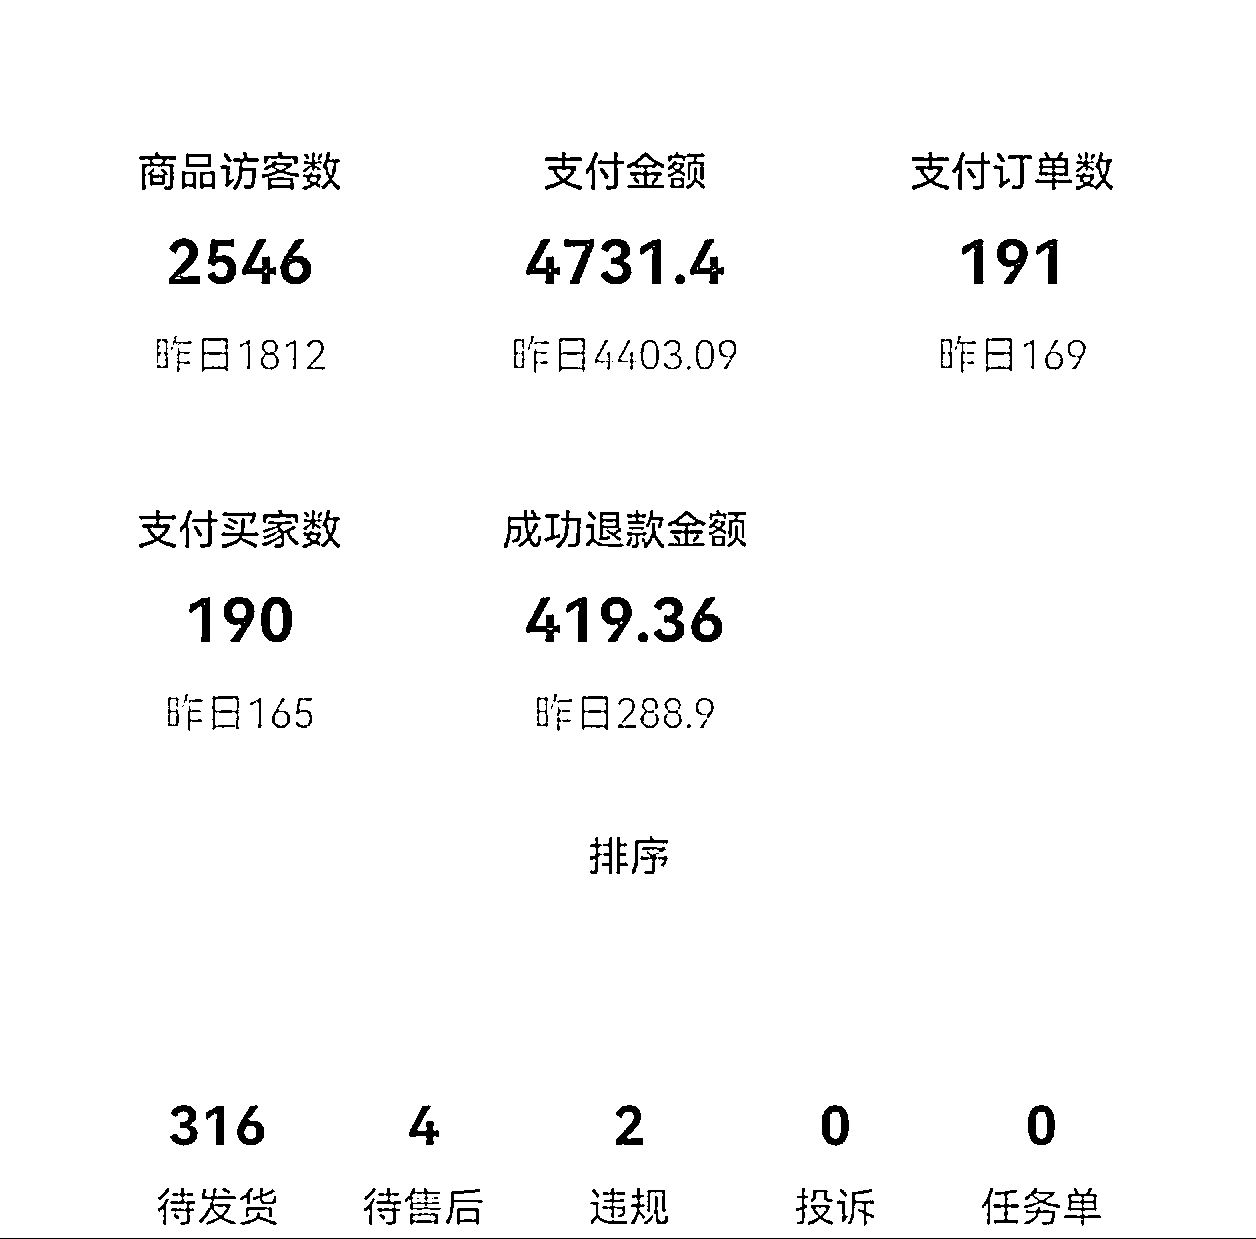 商品访客数 支付金额 支付订单数
2546 4731.4 191
昨日1812 昨日4403.09 昨日169
支付买家数 成功退款金额
190 419.36
昨日165 昨日288.9
排序
316 4 2 0 0
待发货 待售后 违规 投诉 任务单